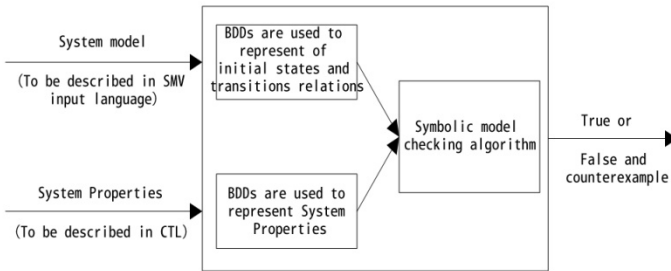 System model
(To be described in SMV
input language)
BDDs are used to
represent of
initial states and
transitions relations
Symbolic model
checking algorithm
True or
False and
counterexample
System Properties
(To be described in CTL)
BDDs are used to
represent System
Properties